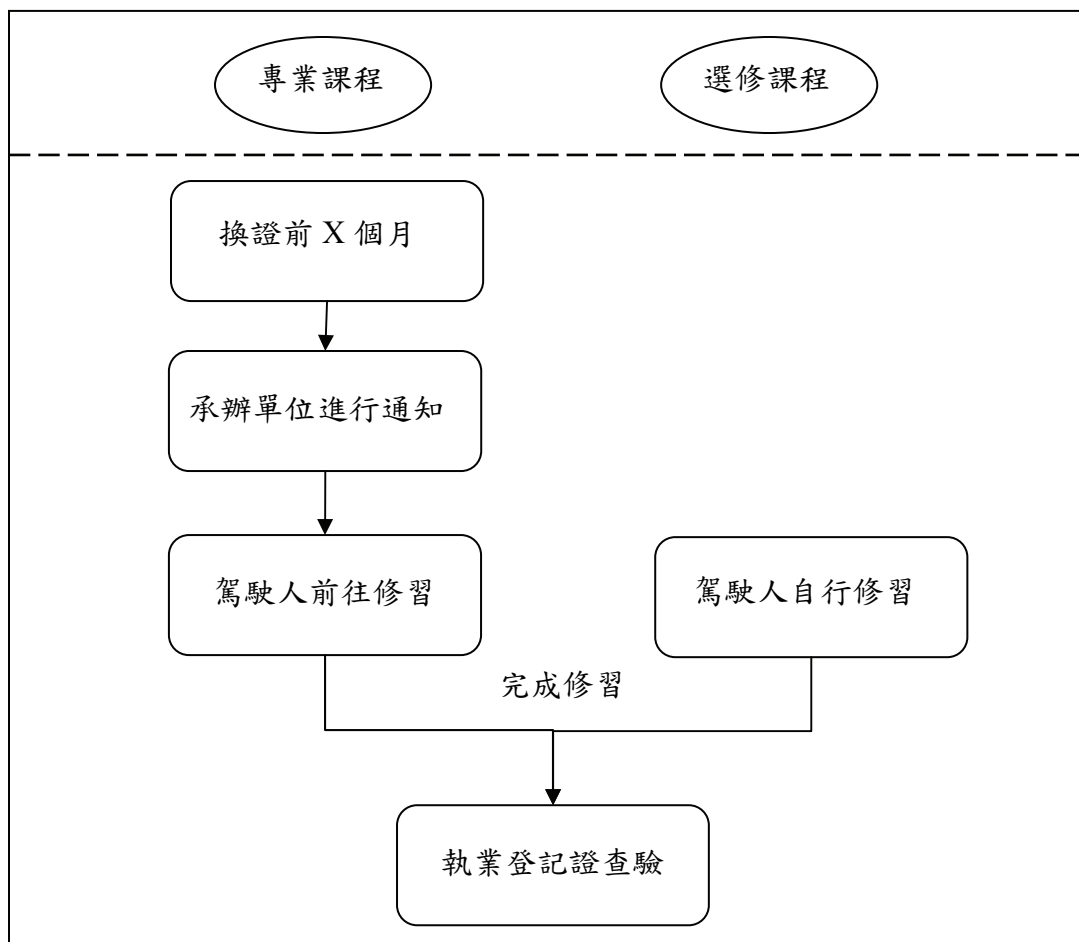 專業課程
選修課程
換證前 X 個月
承辦單位進行通知
駕駛人前往修習
駕駛人自行修習
完成修習
執業登記證查驗